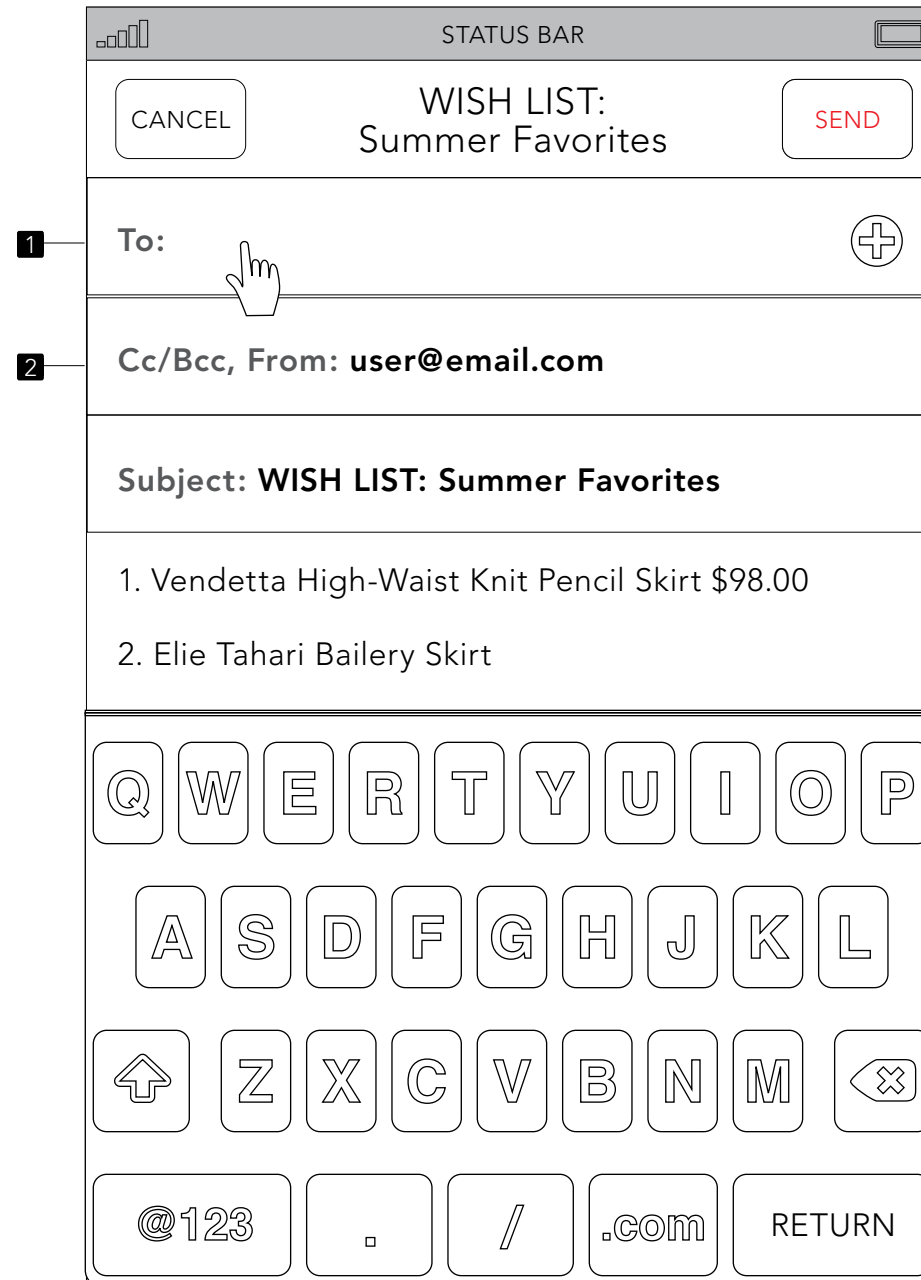 STATUS BAR
CANCEL
WISH LIST:
Summer Favorites
SEND
1
To:
2
Cc/Bcc, From: user@email.com
Subject: WISH LIST: Summer Favorites
1. Vendetta High-Waist Knit Pencil Skirt $98.00
2. Elie Tahari Bailery Skirt
Q W E R T Y U I O P
A S D F G H J K L
Z X C V B N M
@123 . / .com RETURN